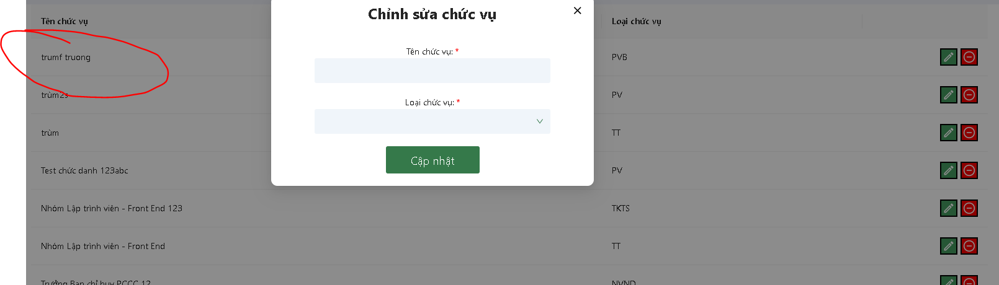 Chỉnh sửa chức vụ
Tên chức vụ: *
Loại chức vụ: *
Cập nhật
Tên chức vụ Loại chức vụ
trumf truong PVB
trùm2s PV
trùm TT
Test chức danh 123abc PV
Nhóm Lập trình viên - Front End 123 TKTS
Nhóm Lập trình viên - Front End TT
Trưởng Ban chỉ huy PCCC 12 NVND